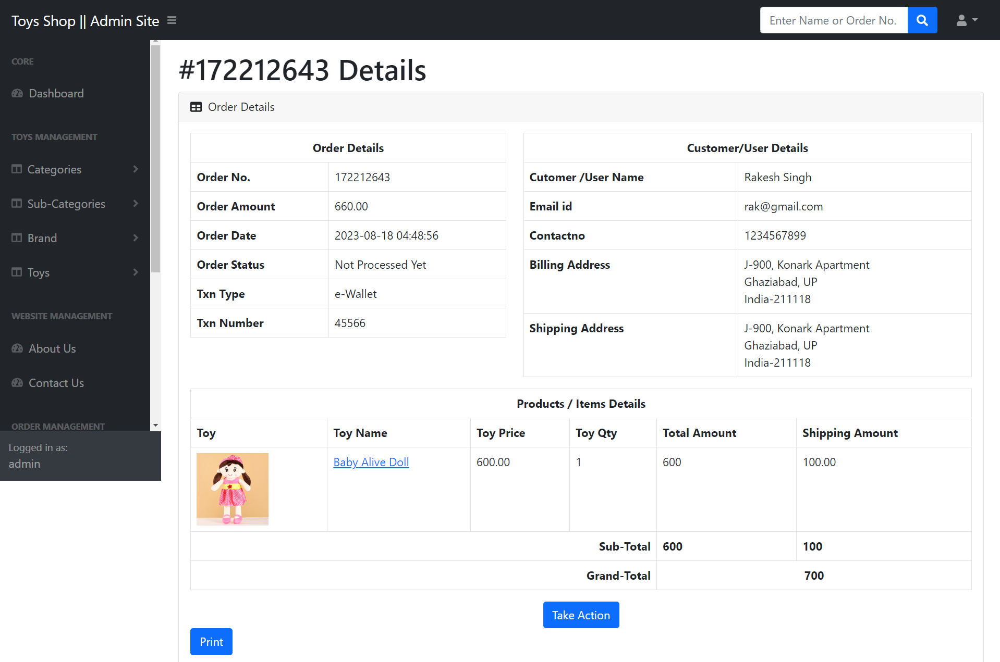 Toys Shop || Admin Site
Enter Name or Order No.
CORE
Dashboard
TOYS MANAGEMENT
Categories
Sub-Categories
Brand
Toys
WEBSITE MANAGEMENT
About Us
Contact Us
ORDER MANAGEMENT
Logged in as:
admin
#172212643 Details
Order Details
Order Details
Order No. 172212643
Order Amount 660.00
Order Date 2023-08-18 04:48:56
Order Status Not Processed Yet
Txn Type e-Wallet
Txn Number 45566
Customer/User Details
Cutomer /User Name Rakesh Singh
Email id rak@gmail.com
Contactno 1234567899
Billing Address J-900, Konark Apartment
Ghaziabad, UP
India-211118
Shipping Address J-900, Konark Apartment
Ghaziabad, UP
India-211118
Products / Items Details
Toy Toy Name Toy Price Toy Qty Total Amount Shipping Amount
Baby Alive Doll 600.00 1 600 100.00
Sub-Total 600 100
Grand-Total 700
Take Action
Print